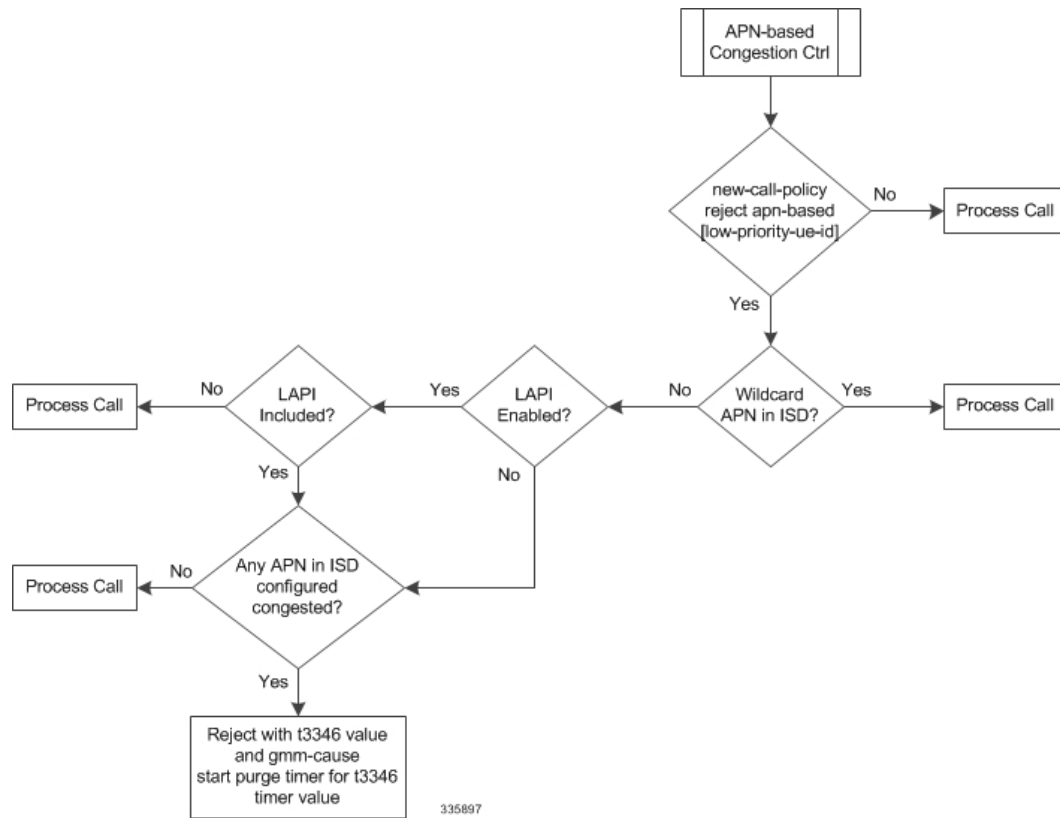 APN-based
Congestion Ctrl
new-call-policy
reject apn-based
[low-priority-ue-id]
No
Process Call
Yes
Process Call
No
LAPI
Included?
Yes
LAPI
Enabled?
No
Wildcard
APN in ISD?
Yes
Process Call
Yes
No
Process Call
No
Any APN in ISD
configured
congested?
Yes
Reject with t3346 value
and gmm-cause
start purge timer for t3346
timer value
335897